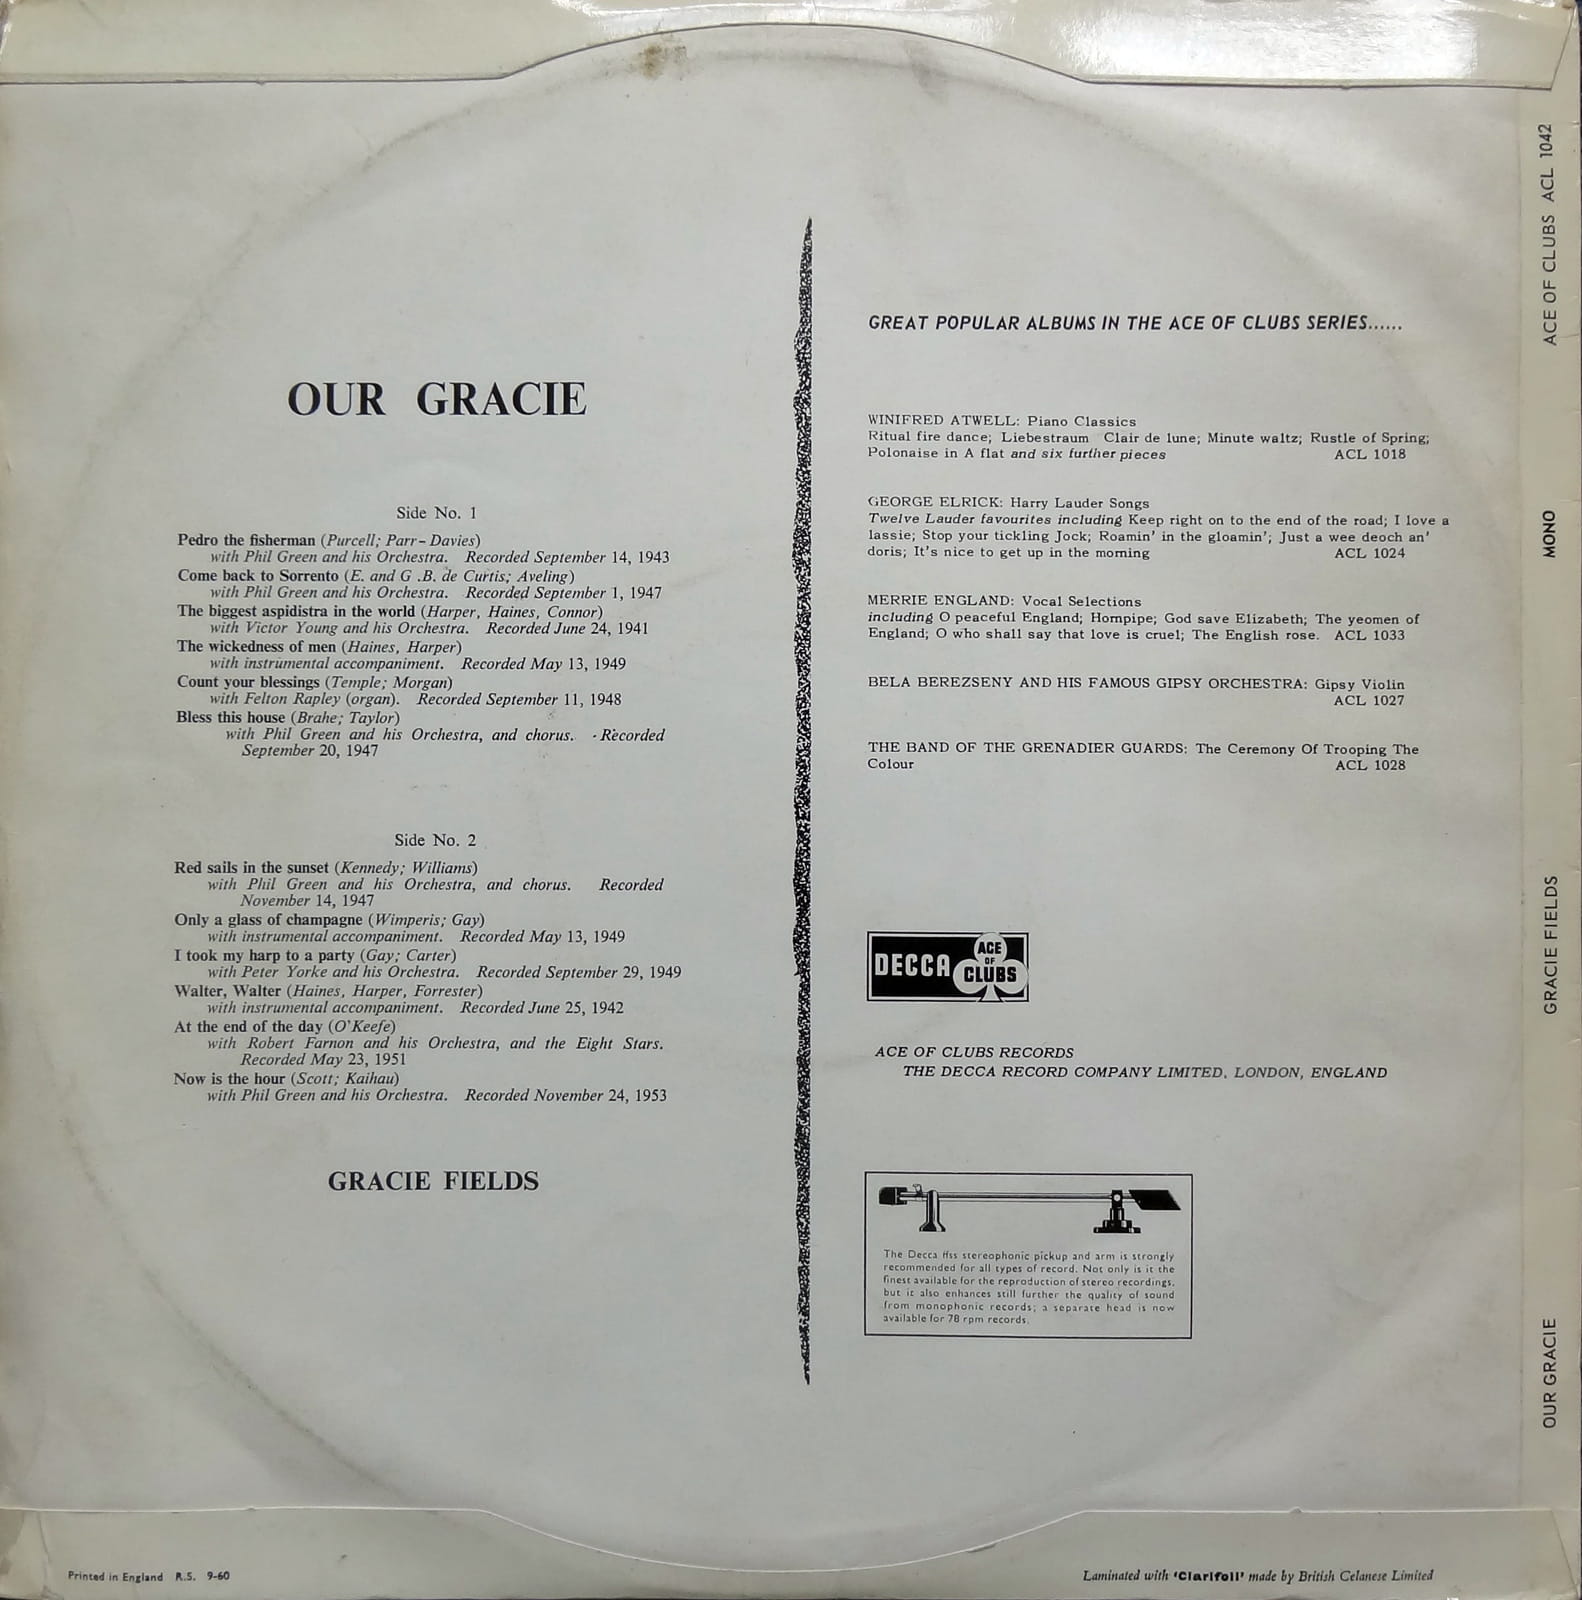 OUR GRACIE
Side No. 1
Pedro the fisherman (Purcell; Parr-Davies)
with Phil Green and his Orchestra. Recorded September 14, 1943
Come back to Sorrento (E. and G .B. de Curtis; Aveling)
with Phil Green and his Orchestra. Recorded September 1, 1947
The biggest aspidistra in the world (Harper, Haines, Connor)
with Victor Young and his Orchestra. Recorded June 24, 1941
The wickedness of men (Haines, Harper)
with instrumental accompaniment. Recorded May 13, 1949
Count your blessings (Temple; Morgan)
with Felton Rapley (organ). Recorded September 11, 1948
Bless this house (Brahe; Taylor)
with Phil Green and his Orchestra, and chorus. Recorded
September 20, 1947
Side No. 2
Red sails in the sunset (Kennedy; Williams)
with Phil Green and his Orchestra, and chorus. Recorded
November 14, 1947
Only a glass of champagne (Wimperis; Gay)
with instrumental accompaniment. Recorded May 13, 1949
I took my harp to a party (Gay; Carter)
with Peter Yorke and his Orchestra. Recorded September 29, 1949
Walter, Walter (Haines, Harper, Forrester)
with instrumental accompaniment. Recorded June 25, 1942
At the end of the day (O'Keefe)
with Robert Farnon and his Orchestra, and the Eight Stars.
Recorded May 23, 1951
Now is the hour (Scott; Kaihau)
with Phil Green and his Orchestra. Recorded November 24, 1953
GRACIE FIELDS
GREAT POPULAR ALBUMS IN THE ACE OF CLUBS SERIES......
WINIFRED ATWELL: Piano Classics
Ritual fire dance; Liebestraum Clair de lune; Minute waltz; Rustle of Spring;
Polonaise in A flat and six further pieces ACL 1018
GEORGE ELRICK: Harry Lauder Songs
Twelve Lauder favourites including Keep right on to the end of the road; I love a
lassie; Stop your tickling Jock; Roamin' in the gloamin'; Just a wee deoch an'
doris; It's nice to get up in the morning ACL 1024
MERRIE ENGLAND: Vocal Selections
including O peaceful England; Hornpipe; God save Elizabeth; The yeomen of
England; O who shall say that love is cruel; The English rose. ACL 1033
BELA BEREZSENY AND HIS FAMOUS GIPSY ORCHESTRA: Gipsy Violin
ACL 1027
THE BAND OF THE GRENADIER GUARDS: The Ceremony Of Trooping The
Colour ACL 1028
DECCA ACE OF CLUBS
ACE OF CLUBS RECORDS
THE DECCA RECORD COMPANY LIMITED, LONDON, ENGLAND
The Decca ffss stereophonic pickup and arm is strongly
recommended for all types of record. Not only is it the
finest available for the reproduction of stereo recordings,
but it also enhances still further the quality of sound
from monophonic records; a separate head is now
available for 78 rpm records.
OUR GRACIE GRACIE FIELDS MONO ACE OF CLUBS ACL 1042
Printed in England R.S. 9-60
Laminated with 'Clarifoil' made by British Celanese Limited